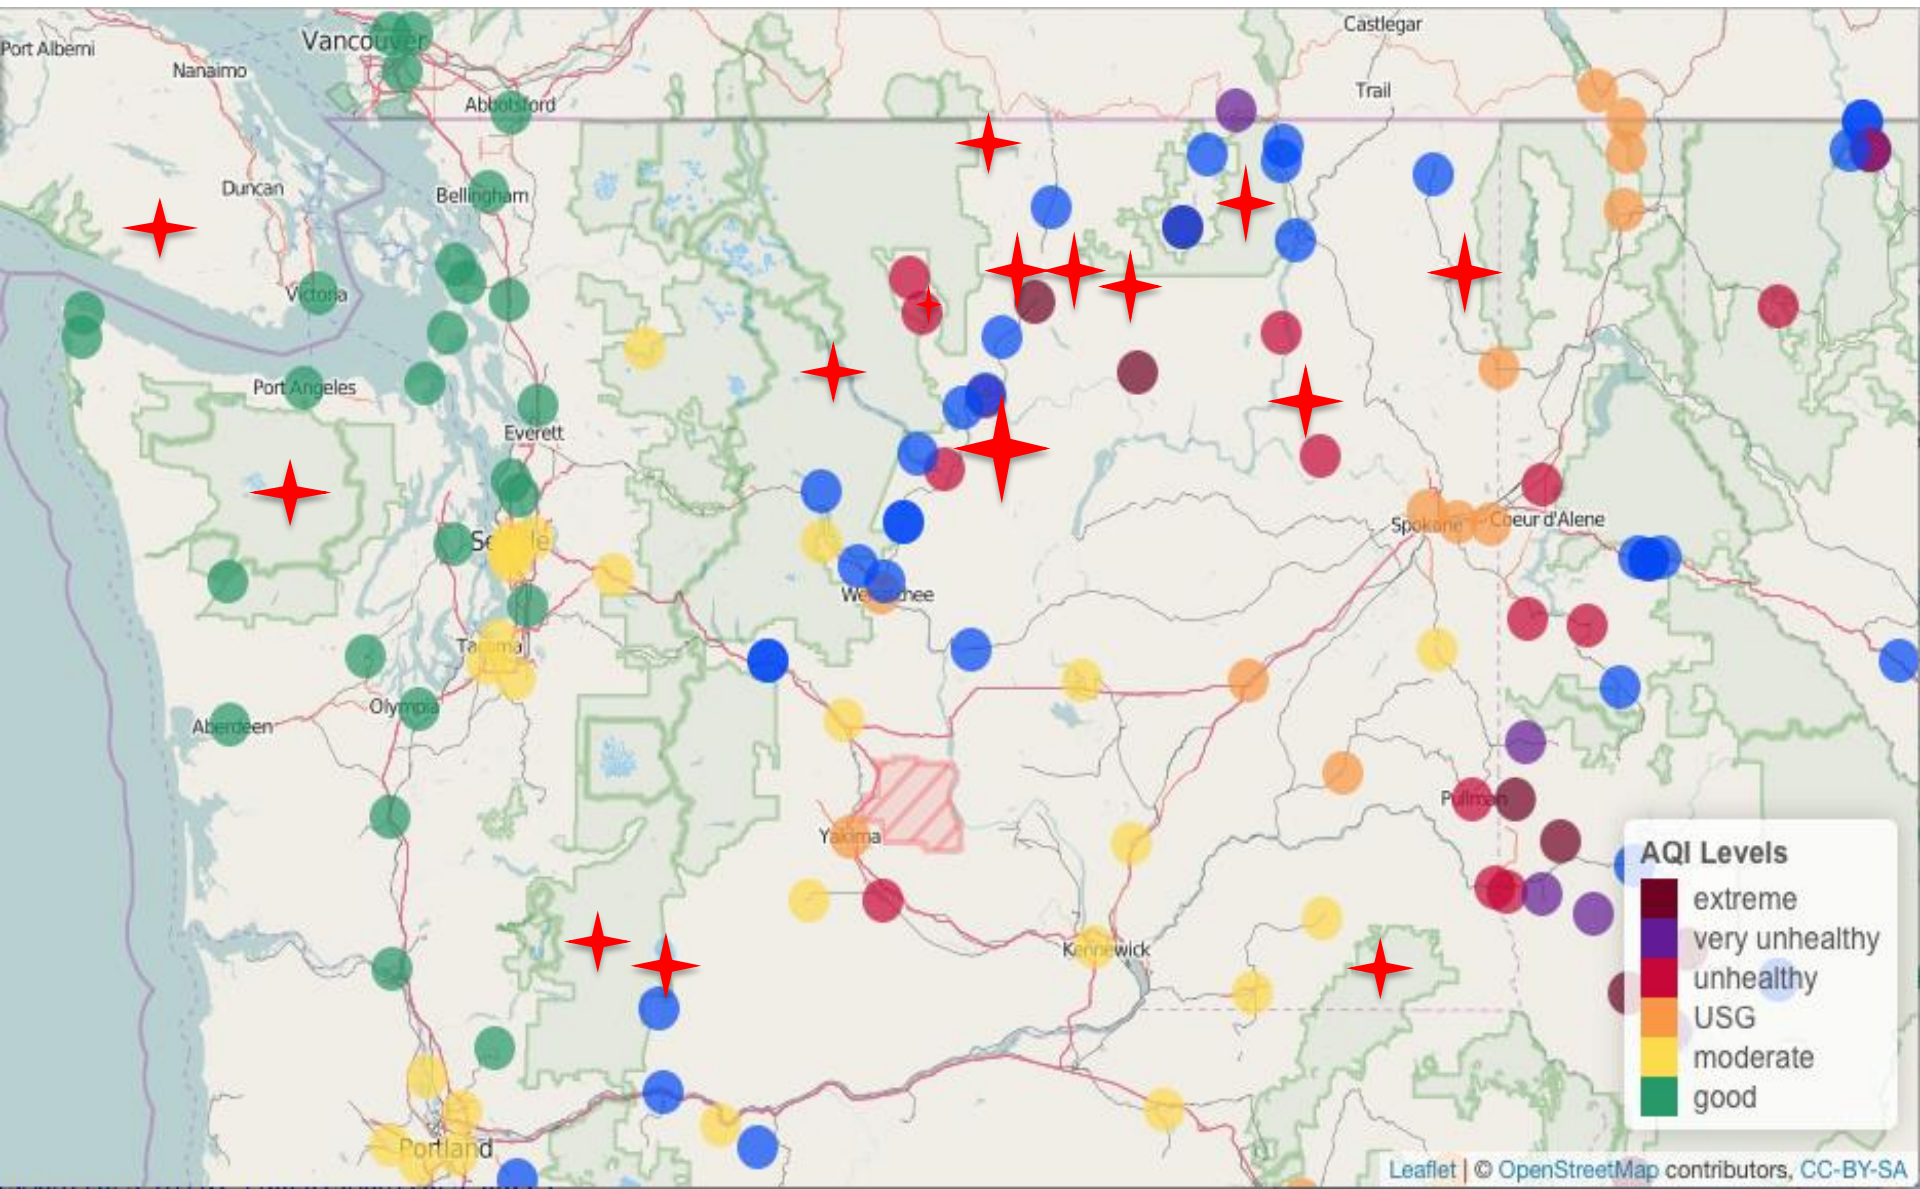 Castlegar
Port Alberni
Vancouver
Nanaimo
Trail
Abbotsford
Duncan
Bellingham
Victoria
Port Angeles
Everett
Spokane
Coeur d'Alene
Seattle
Wenatchee
Tacoma
Olympia
Aberdeen
Pullman
Yakima
Kennewick
Portland
AQI Levels
extreme
very unhealthy
unhealthy
USG
moderate
good
Leaflet | © OpenStreetMap contributors, CC-BY-SA